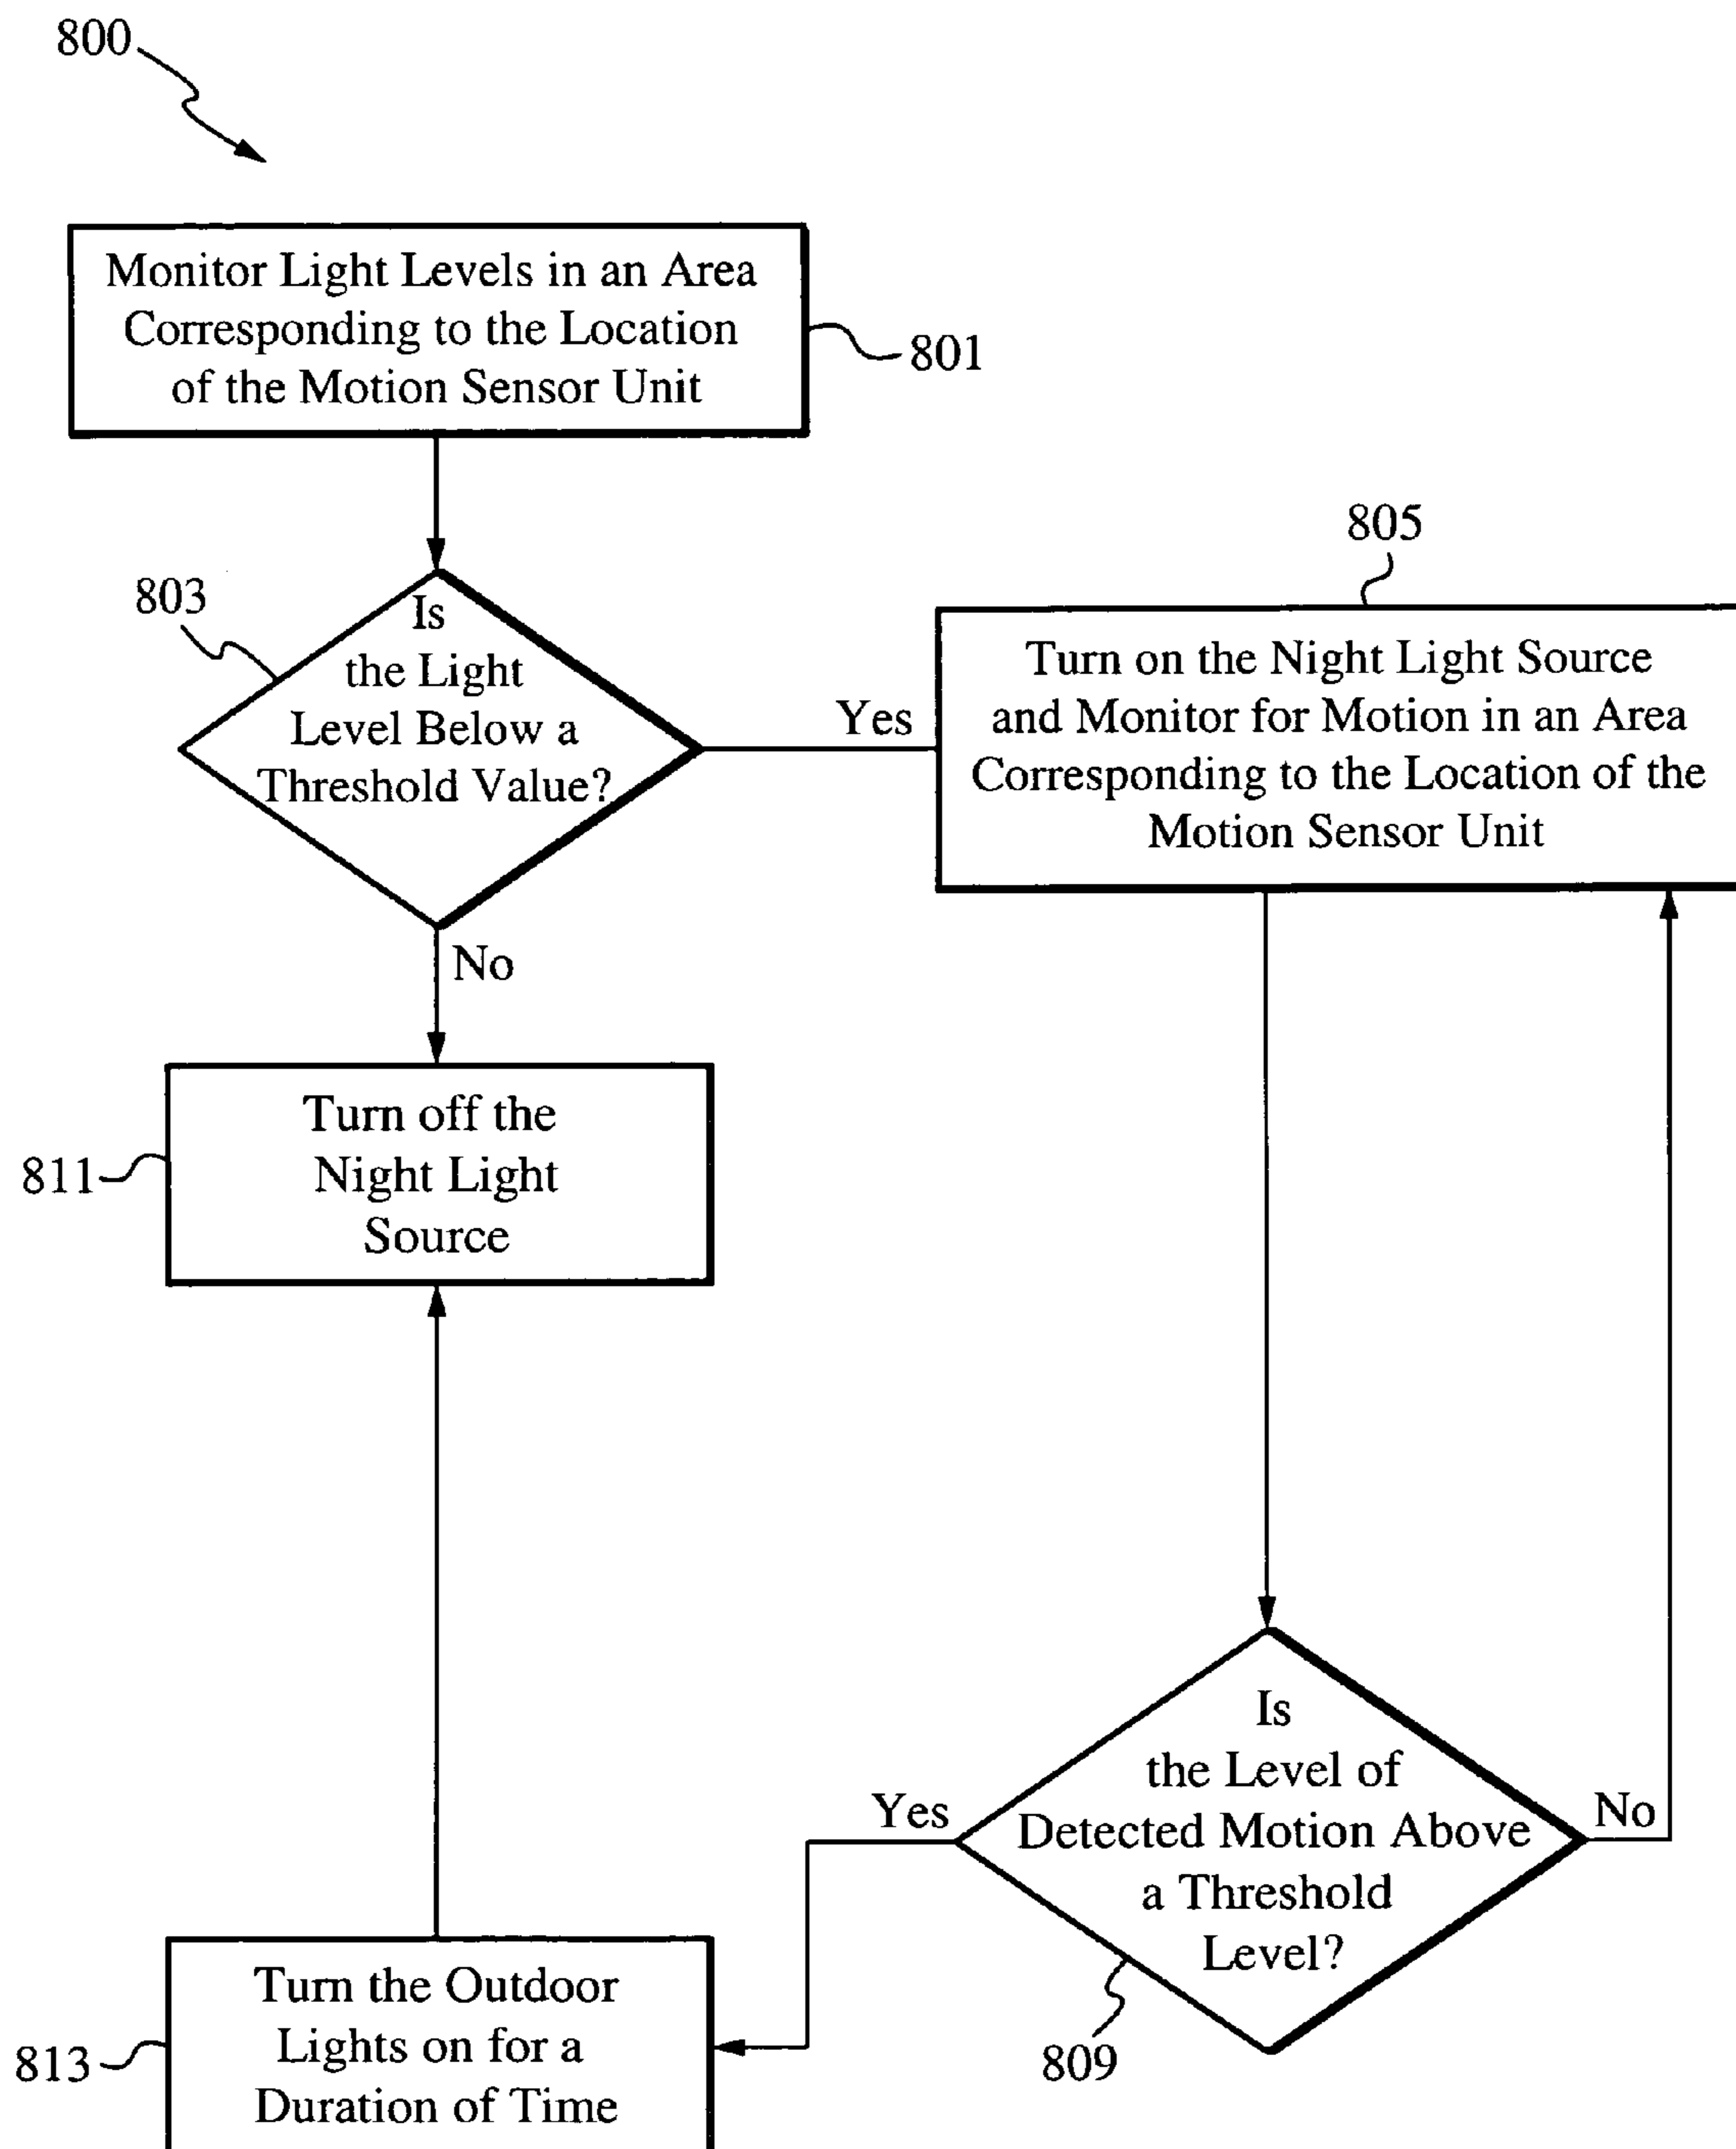 800
Monitor Light Levels in an Area
Corresponding to the Location
of the Motion Sensor Unit
801
803
Is
the Light
Level Below a
Threshold Value?
Yes
No
805
Turn on the Night Light Source
and Monitor for Motion in an Area
Corresponding to the Location of the
Motion Sensor Unit
811
Turn off the
Night Light
Source
Is
the Level of
Detected Motion Above
a Threshold
Level?
Yes
No
809
813
Turn the Outdoor
Lights on for a
Duration of Time